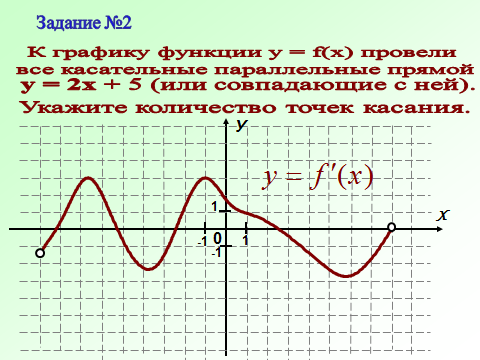 Задание №2
К графику функции y = f(x) провели
все касательные параллельные прямой
y = 2x + 5 (или совпадающие с ней).
Укажите количество точек касания.
y
y = f′(x)
x
1
-1 0 1
-1